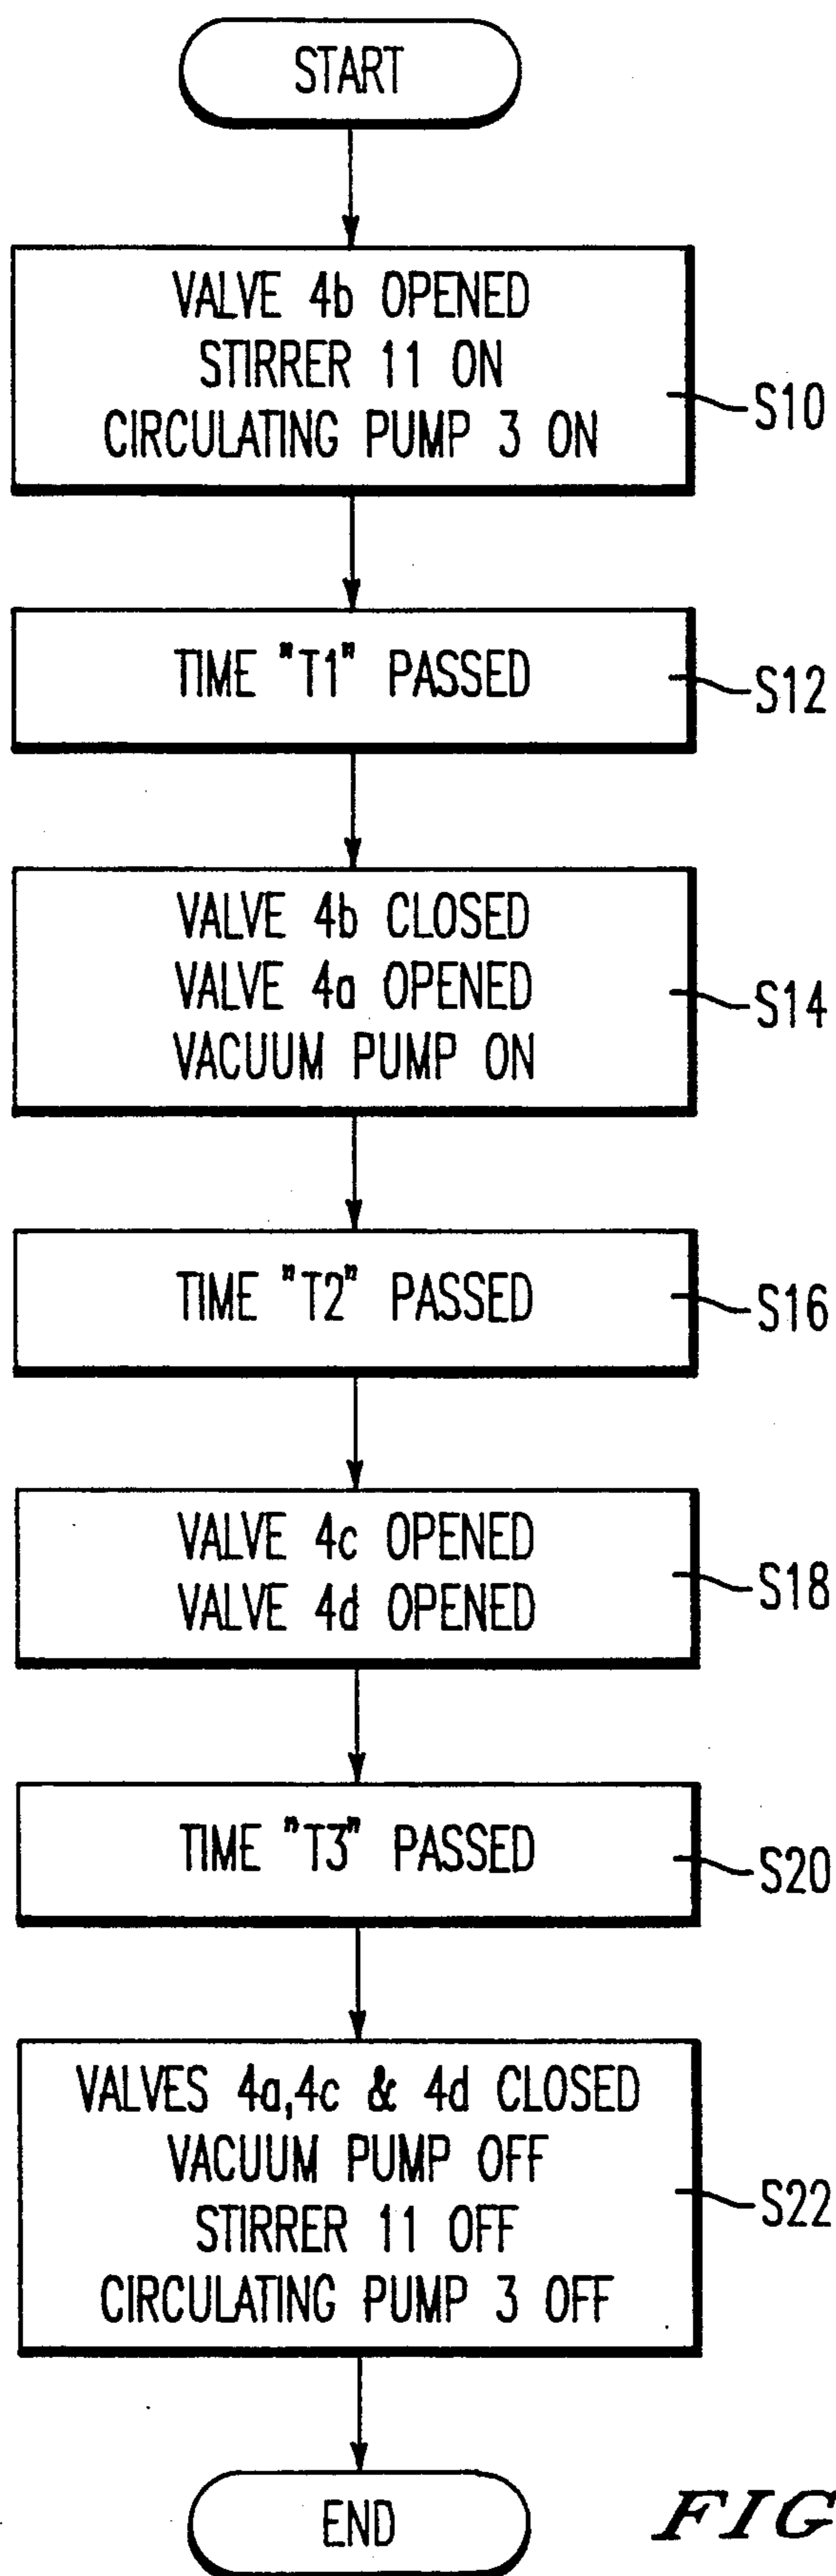 START
VALVE 4b OPENED
STIRRER 11 ON
CIRCULATING PUMP 3 ON
S10
TIME "T1" PASSED
S12
VALVE 4b CLOSED
VALVE 4a OPENED
VACUUM PUMP ON
S14
TIME "T2" PASSED
S16
VALVE 4c OPENED
VALVE 4d OPENED
S18
TIME "T3" PASSED
S20
VALVES 4a,4c & 4d CLOSED
VACUUM PUMP OFF
STIRRER 11 OFF
CIRCULATING PUMP 3 OFF
S22
END
FIG